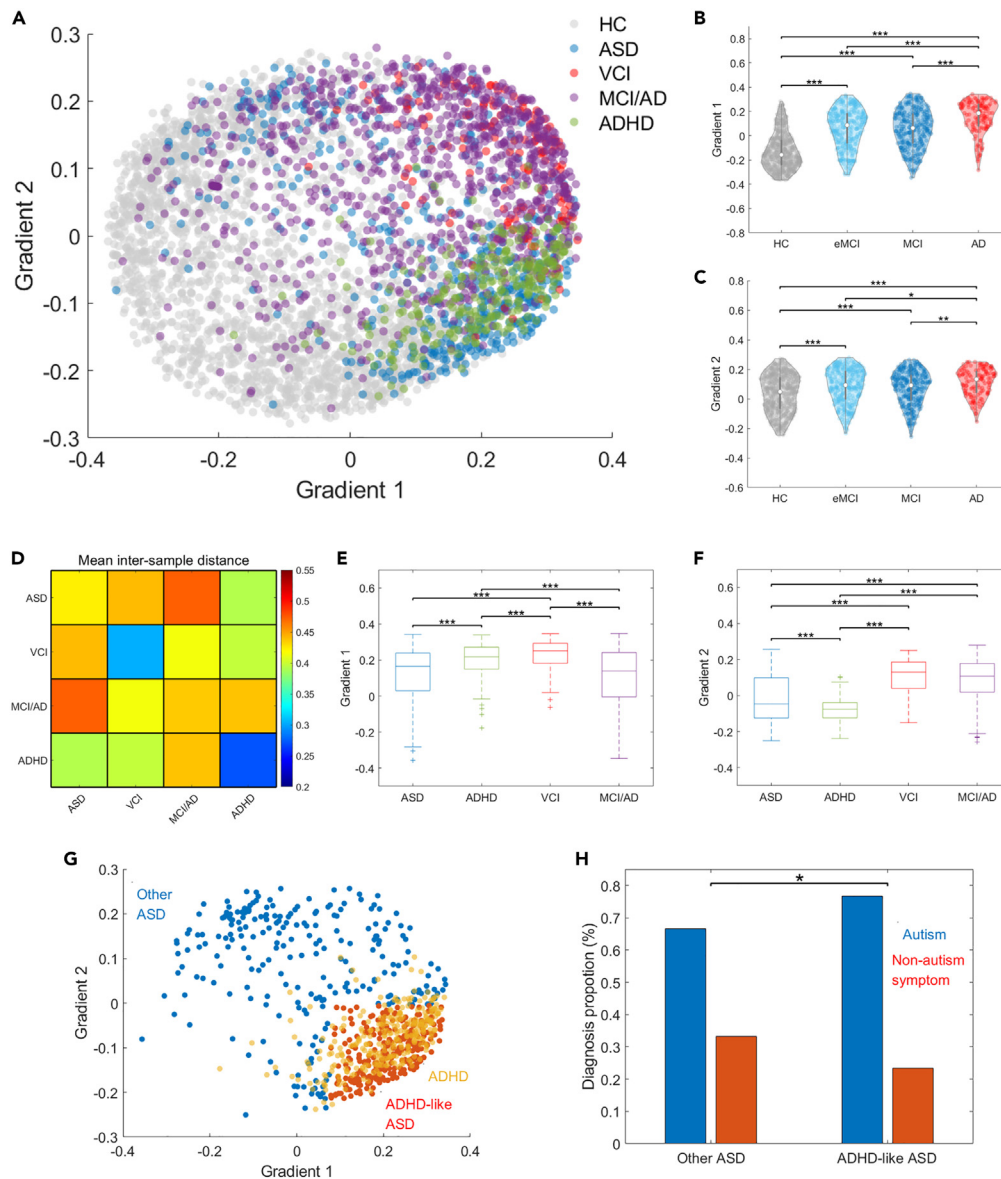 A
HC
ASD
VCI
MCI/AD
ADHD
0.3
0.2
0.1
0
-0.1
-0.2
-0.3
Gradient 2
-0.4
-0.2
0
0.2
0.4
Gradient 1
B
***
***
***
***
***
0.8
0.6
0.4
0.2
0
-0.2
-0.4
-0.6
-0.8
Gradient 1
HC
eMCI
MCI
AD
C
***
*
***
**
***
0.8
0.6
0.4
0.2
0
-0.2
-0.4
-0.6
Gradient 2
HC
eMCI
MCI
AD
D
Mean inter-sample distance
ASD
VCI
MCI/AD
ADHD
ASD
VCI
MCI/AD
ADHD
0.55
0.5
0.45
0.4
0.35
0.3
0.25
0.2
E
***
***
***
***
***
0.6
0.4
0.2
0
-0.2
-0.4
Gradient 1
ASD
ADHD
VCI
MCI/AD
F
***
***
***
***
***
0.6
0.4
0.2
0
-0.2
-0.4
Gradient 2
ASD
ADHD
VCI
MCI/AD
G
Other
ASD
ADHD
ADHD-like
ASD
0.3
0.2
0.1
0
-0.1
-0.2
-0.3
Gradient 2
-0.4
-0.2
0
0.2
0.4
Gradient 1
H
*
Autism
Non-autism
symptom
0.8
0.7
0.6
0.5
0.4
0.3
0.2
0.1
0
Diagnosis propotion (%)
Other ASD
ADHD-like ASD